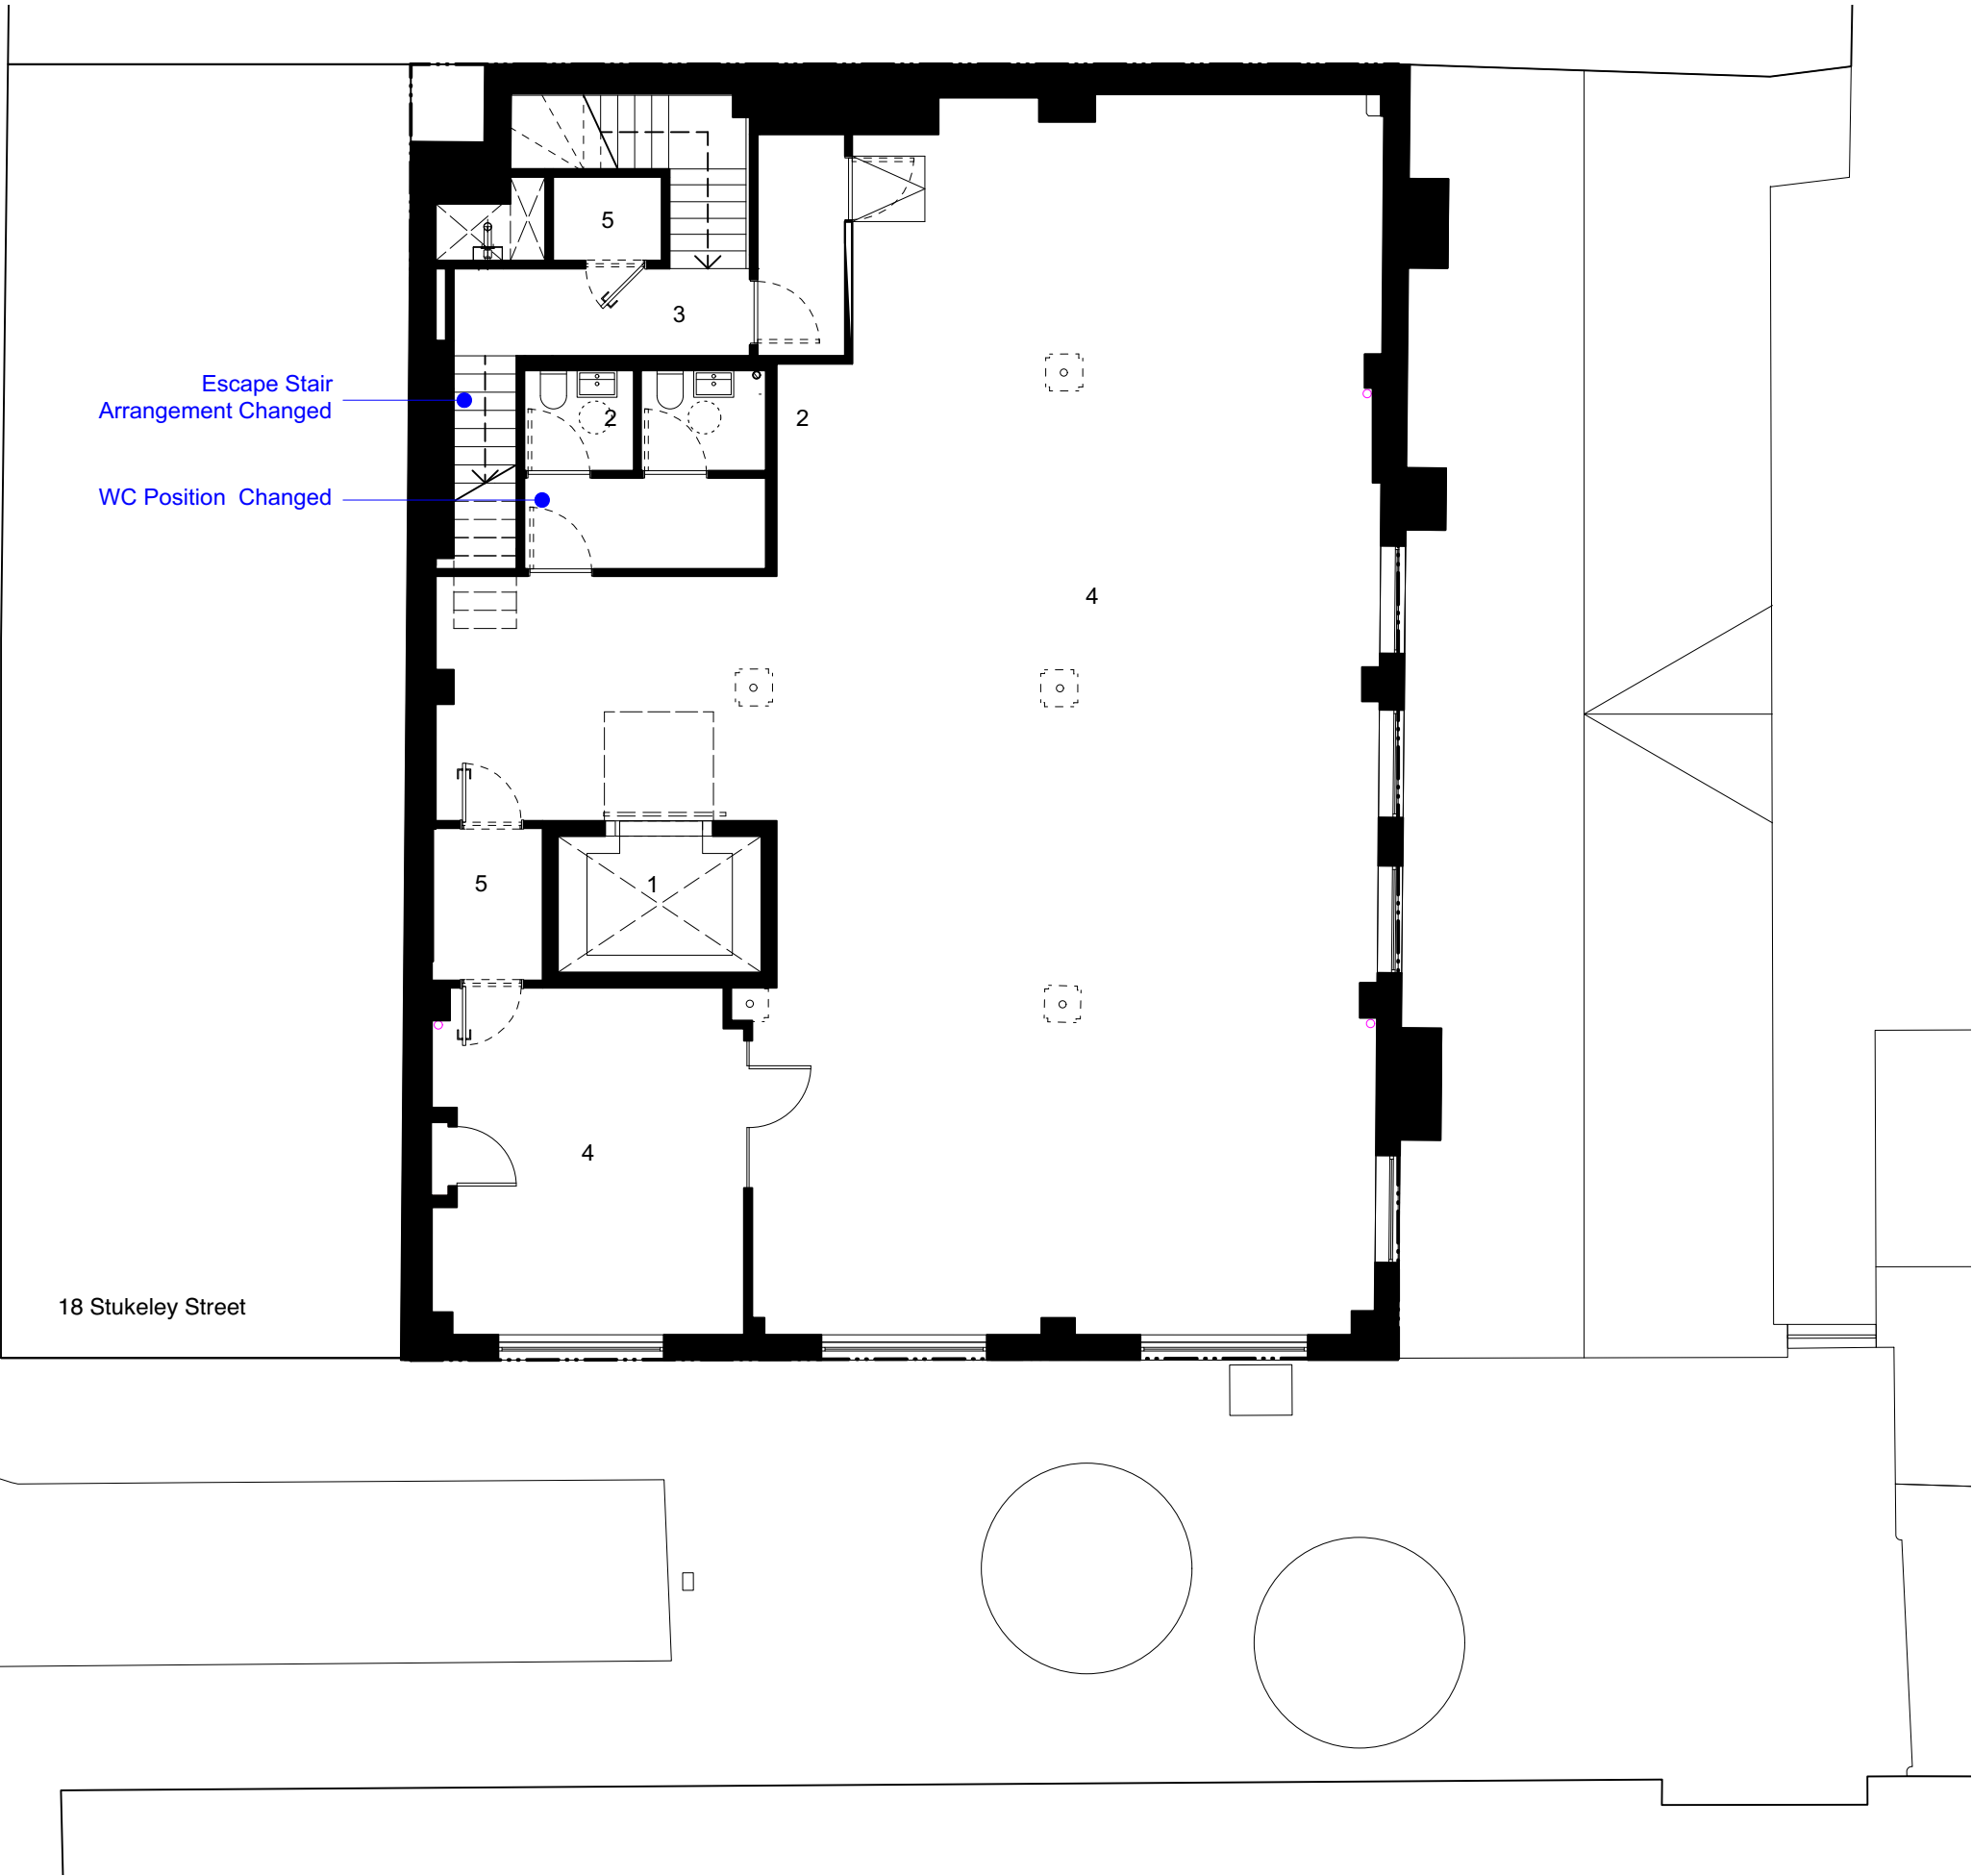 5
3
Escape Stair
Arrangement Changed
2
2
WC Position  Changed
4
5
1
4
18 Stukeley Street